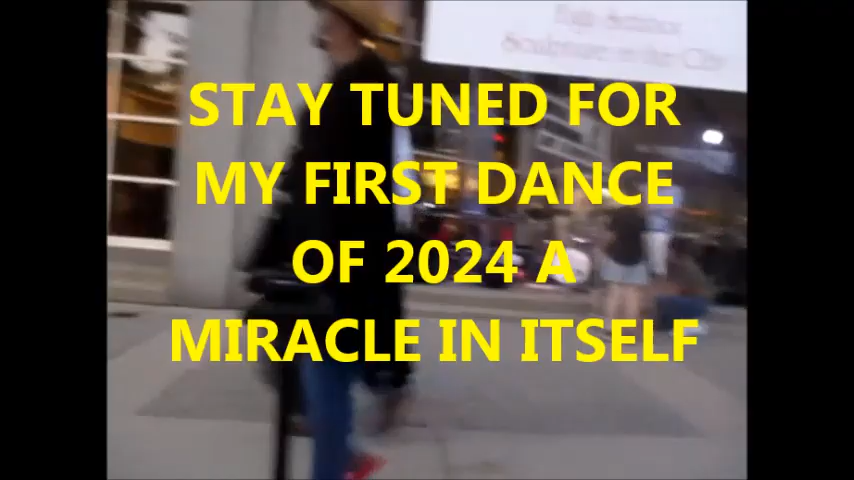 STAY TUNED FOR
MY FIRST DANCE
OF 2024 A
MIRACLE IN ITSELF